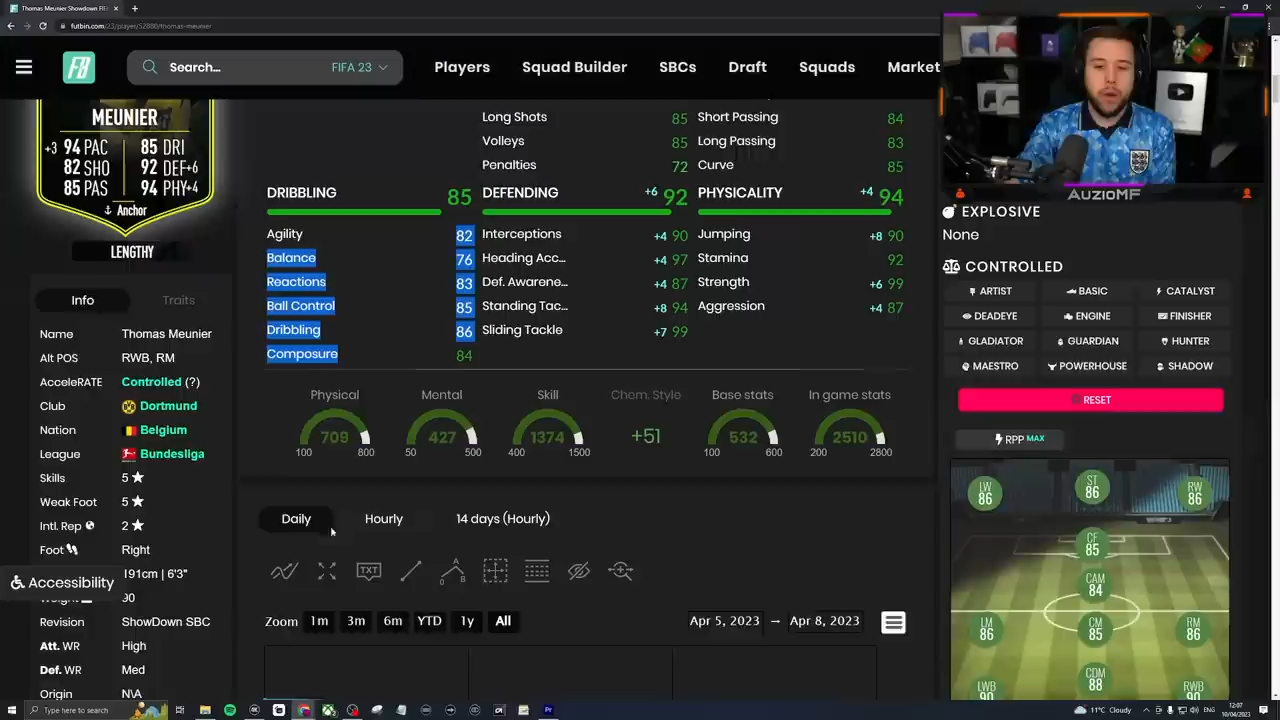 Thomas Meunier Showdown FIFA
futbin.com/23/player/52880/thomas-meunier
Search...
FIFA 23
Players
Squad Builder
SBCs
Draft
Squads
Market
MEUNIER
+3 94 PAC 85 DRI
82 SHO 92 DEF+6
85 PAS 94 PHY+4
Anchor
LENGTHY
Info
Traits
Name Thomas Meunier
Alt POS RWB, RM
AcceleRATE Controlled (?)
Club Dortmund
Nation Belgium
League Bundesliga
Skills 5
Weak Foot 5
Intl. Rep 2
Foot Right
191cm | 6'3"
Accessibility
Weight 90
Revision ShowDown SBC
Att. WR High
Def. WR Med
Origin N\A
Long Shots 85
Volleys 85
Penalties 72
Short Passing 84
Long Passing 83
Curve 85
DRIBBLING 85
Agility 82
Balance 76
Reactions 83
Ball Control 85
Dribbling 86
Composure 84
DEFENDING +6 92
Interceptions +4 90
Heading Acc... +4 97
Def. Awarene... +4 87
Standing Tac... +8 94
Sliding Tackle +7 99
PHYSICALITY +4 94
Jumping +8 90
Stamina 92
Strength +6 99
Aggression +4 87
Physical
709
100 800
Mental
427
50 500
Skill
1374
400 1500
Chem. Style
+51
Base stats
532
100 600
In game stats
2510
200 2800
Daily
Hourly
14 days (Hourly)
TXT
Zoom 1m 3m 6m YTD 1y All
Apr 5, 2023 → Apr 8, 2023
AUZIOMF
EXPLOSIVE
None
CONTROLLED
ARTIST BASIC CATALYST
DEADEYE ENGINE FINISHER
GLADIATOR GUARDIAN HUNTER
MAESTRO POWERHOUSE SHADOW
RESET
RPP MAX
LW 86
ST 86
RW 86
CF 85
CAM 84
LM 86
CM 85
RM 86
CDM 88
LWB 90
RWB 90
Type here to search
11°C Cloudy
12:07
10/04/2023